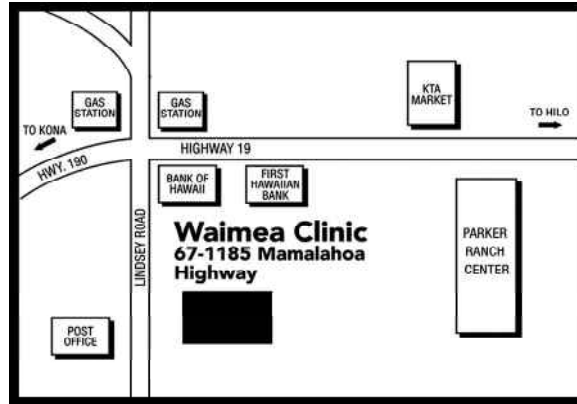 GAS
STATION
GAS
STATION
KTA
MARKET
TO KONA
TO HILO
HIGHWAY 19
HWY. 190
BANK OF
HAWAII
FIRST
HAWAIIAN
BANK
LINDSEY ROAD
Waimea Clinic
67-1185 Mamalahoa
Highway
PARKER
RANCH
CENTER
POST
OFFICE